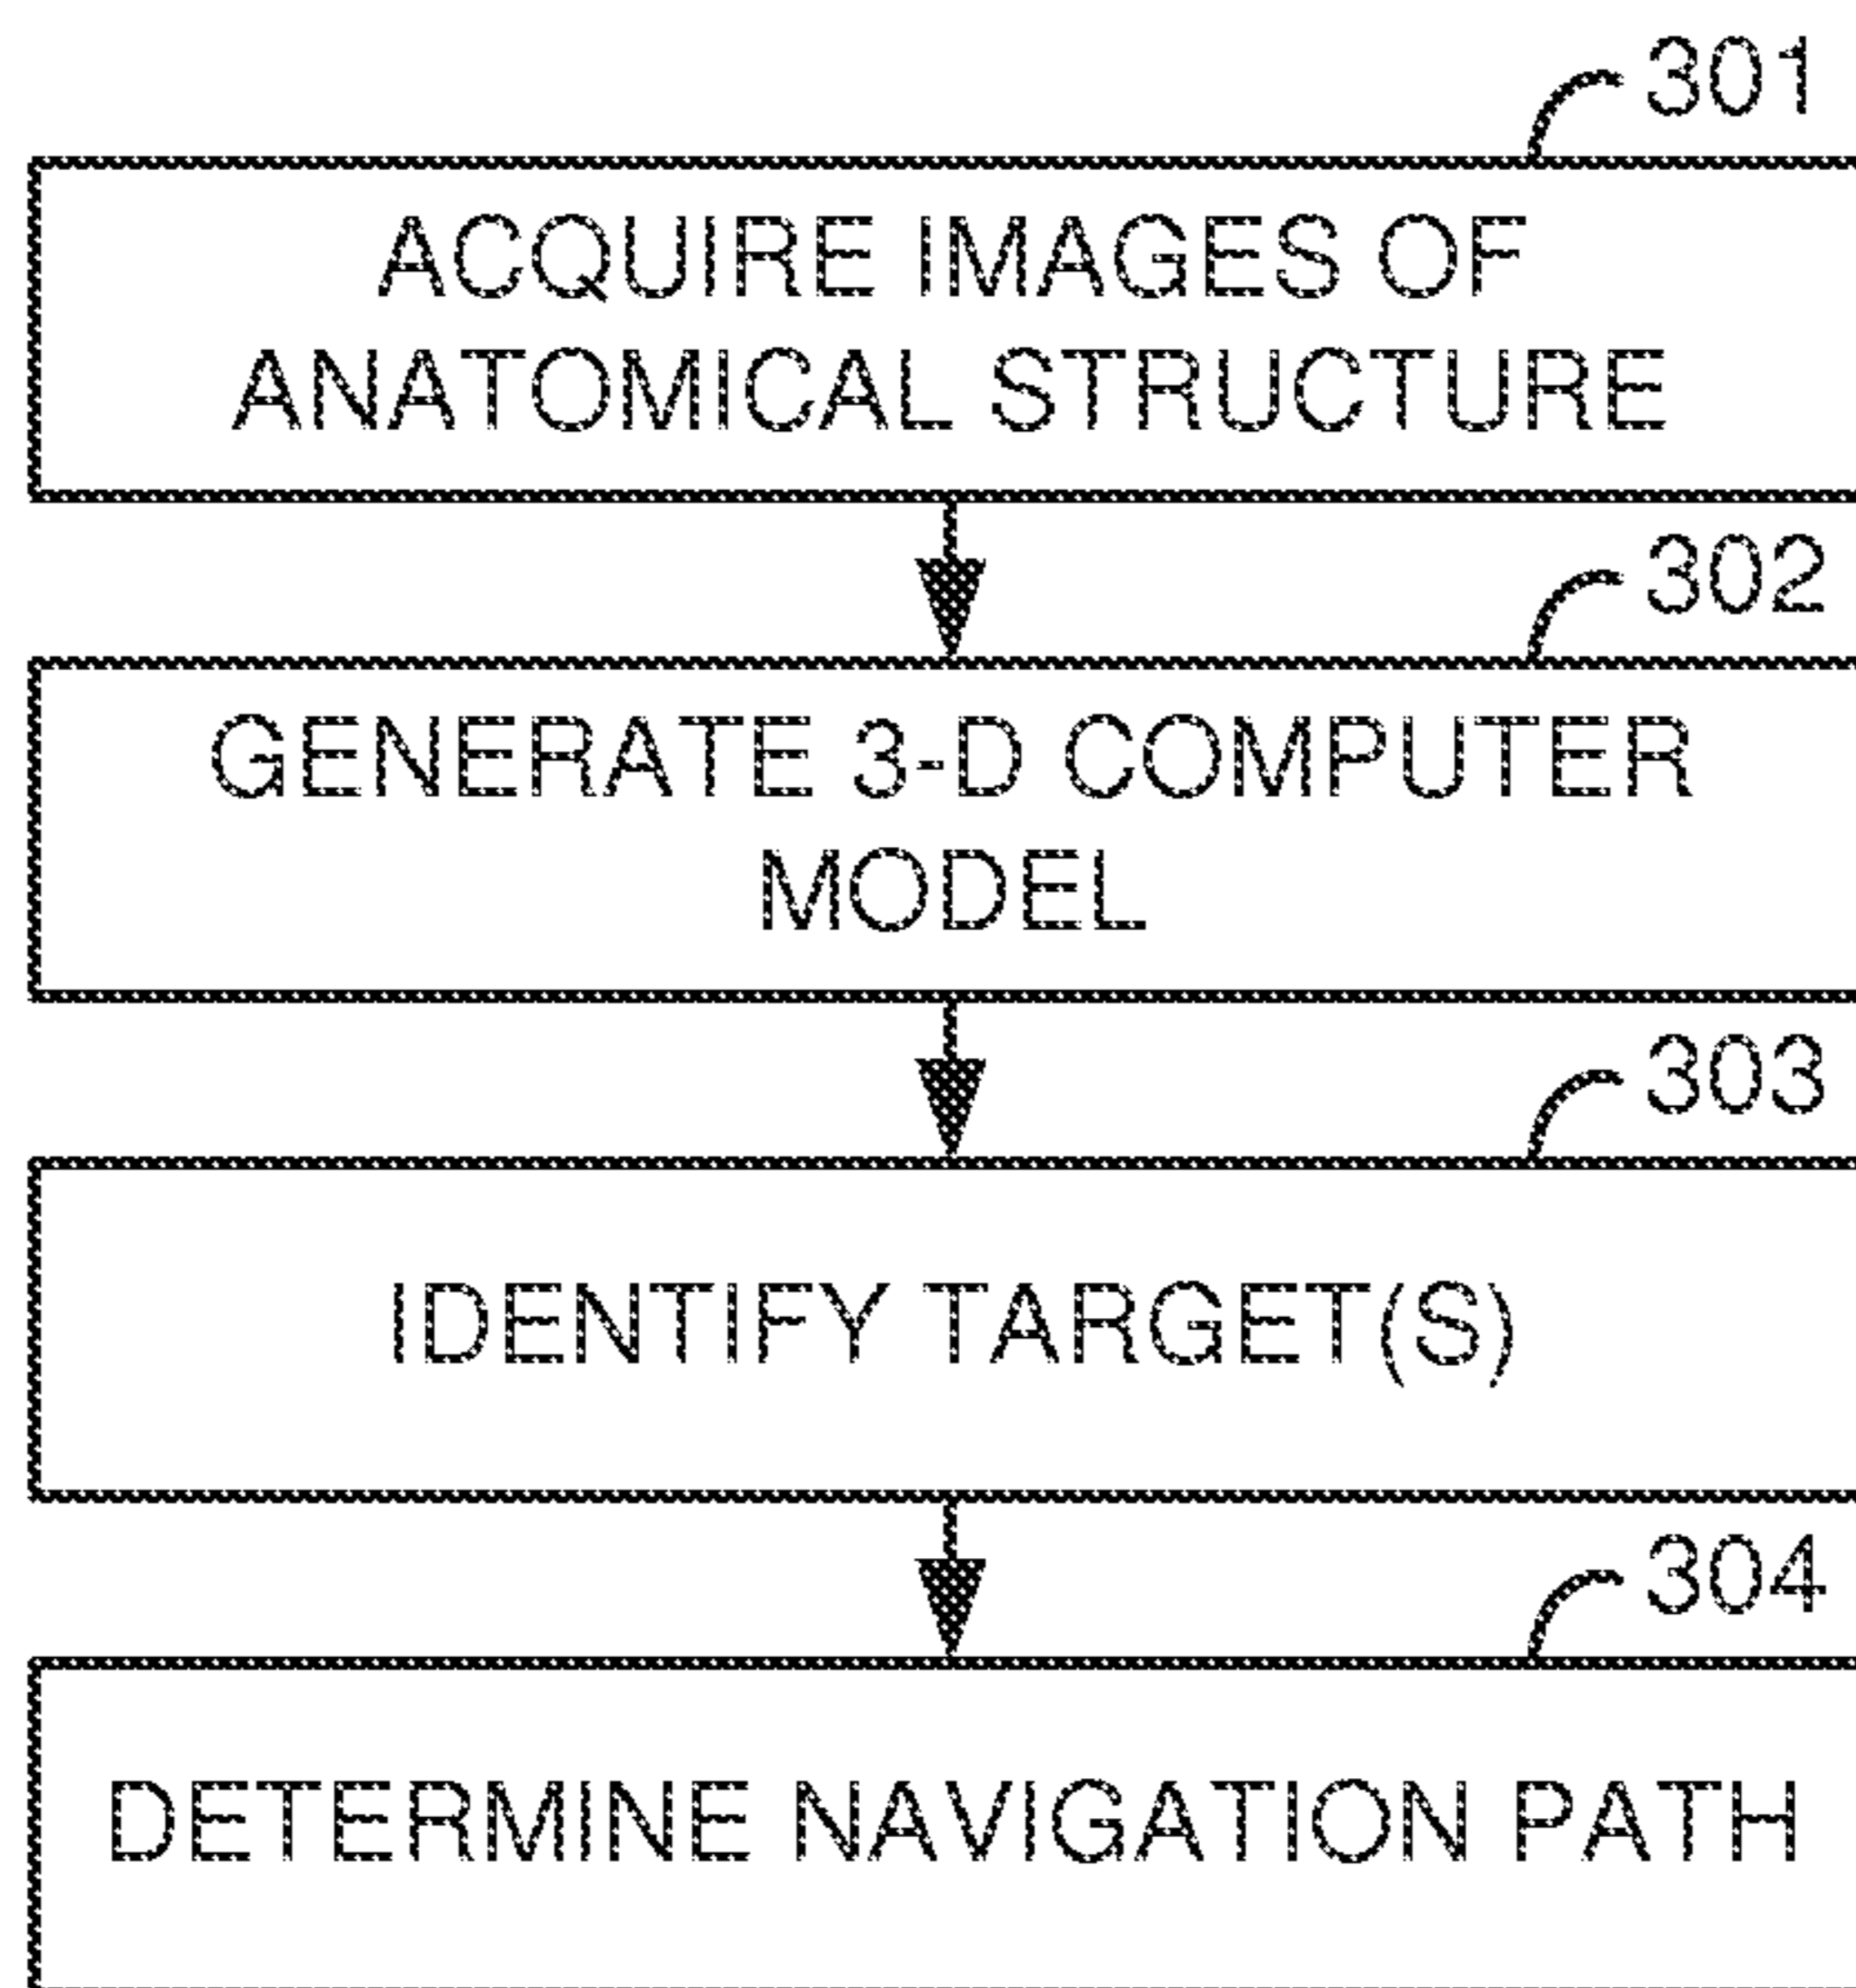 301
ACQUIRE IMAGES OF
ANATOMICAL STRUCTURE
302
GENERATE 3-D COMPUTER
MODEL
303
IDENTIFY TARGET(S)
304
DETERMINE NAVIGATION PATH